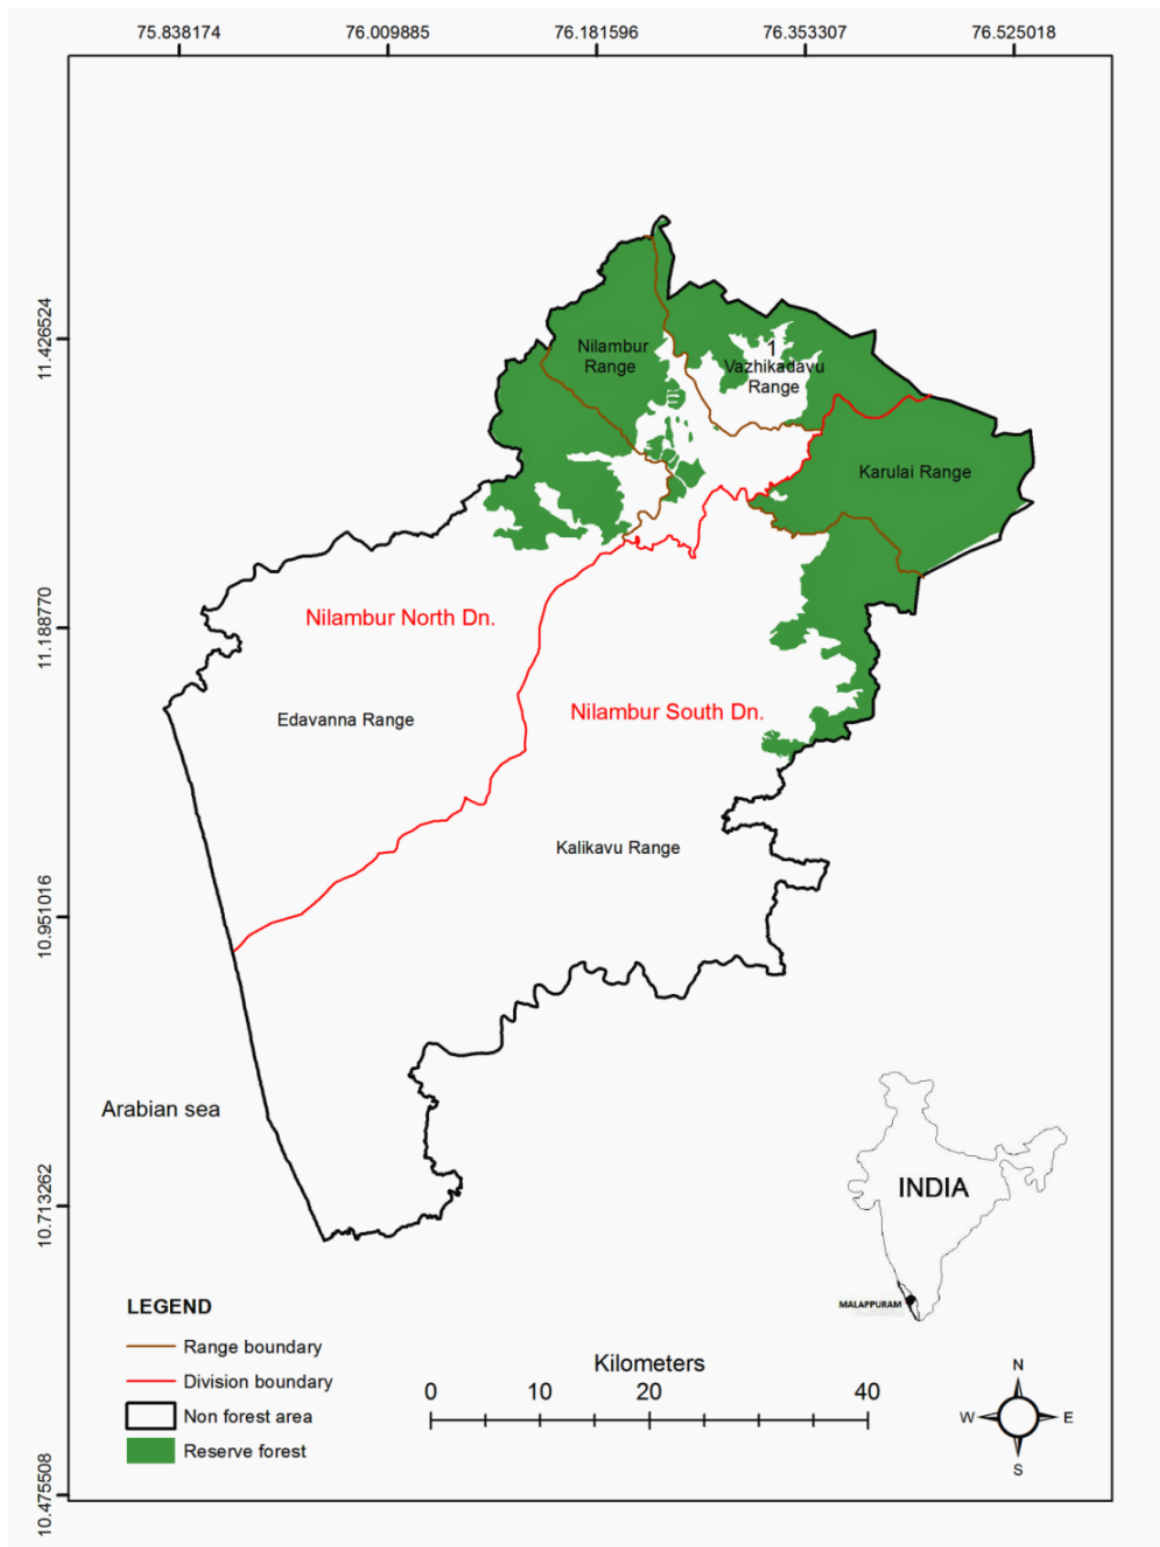 75.838174 76.009885 76.181596 76.353307 76.525018
11.426524
11.188770
10.951016
10.713262
10.475508
Nilambur
Range
1
Vazhikadavu
Range
Karulai Range
Nilambur North Dn.
Nilambur South Dn.
Edavanna Range
Kalikavu Range
Arabian sea
INDIA
MALAPPURAM
LEGEND
Range boundary
Division boundary
Non forest area
Reserve forest
Kilometers
0 10 20 40
N
W E
S